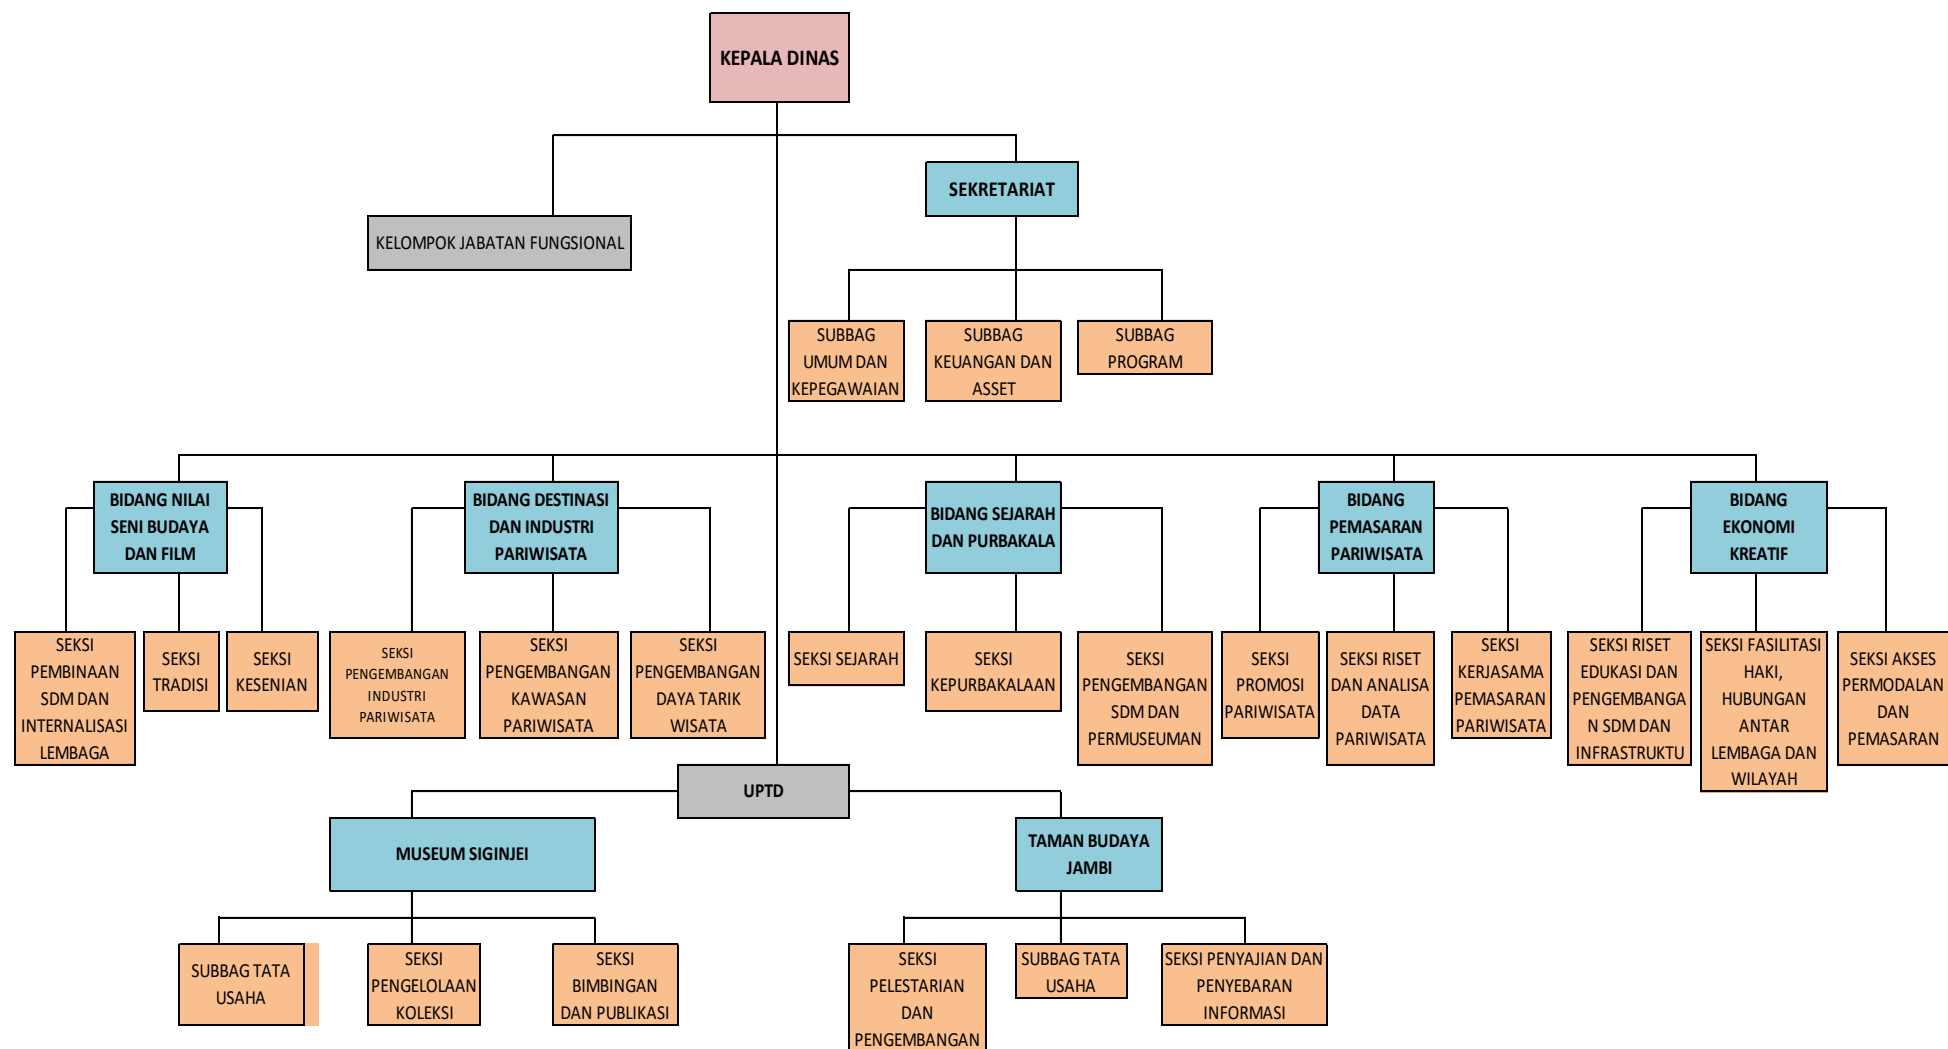 KEPALA DINAS
SEKRETARIAT
KELOMPOK JABATAN FUNGSIONAL
SUBBAG
UMUM DAN
KEPEGAWAIAN
SUBBAG
KEUANGAN DAN
ASSET
SUBBAG
PROGRAM
BIDANG NILAI
SENI BUDAYA
DAN FILM
BIDANG DESTINASI
DAN INDUSTRI
PARIWISATA
BIDANG SEJARAH
DAN PURBAKALA
BIDANG
PEMASARAN
PARIWISATA
BIDANG
EKONOMI
KREATIF
SEKSI
PEMBINAAN
SDM DAN
INTERNALISASI
LEMBAGA
SEKSI
TRADISI
SEKSI
KESENIAN
SEKSI
PENGEMBANGAN
INDUSTRI
PARIWISATA
SEKSI
PENGEMBANGAN
KAWASAN
PARIWISATA
SEKSI
PENGEMBANGAN
DAYA TARIK
WISATA
SEKSI SEJARAH
SEKSI
KEPURBAKALAAN
SEKSI
PENGEMBANGAN
SDM DAN
PERMUSEUMAN
SEKSI
PROMOSI
PARIWISATA
SEKSI RISET
DAN ANALISA
DATA
PARIWISATA
SEKSI
KERJASAMA
PEMASARAN
PARIWISATA
SEKSI RISET
EDUKASI DAN
PENGEMBANGA
N SDM DAN
INFRASTRUKTU
SEKSI FASILITASI
HAKI,
HUBUNGAN
ANTAR
LEMBAGA DAN
WILAYAH
SEKSI AKSES
PERMODALAN
DAN
PEMASARAN
UPTD
MUSEUM SIGINJEI
TAMAN BUDAYA
JAMBI
SUBBAG TATA
USAHA
SEKSI
PENGELOLAAN
KOLEKSI
SEKSI
BIMBINGAN
DAN PUBLIKASI
SEKSI
PELESTARIAN
DAN
PENGEMBANGAN
SUBBAG TATA
USAHA
SEKSI PENYAJIAN DAN
PENYEBARAN
INFORMASI